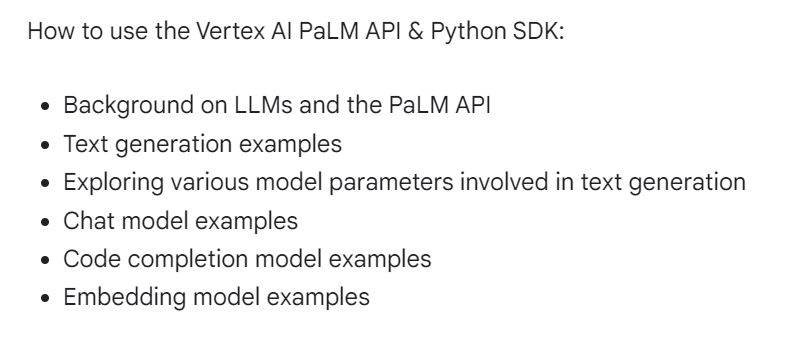 How to use the Vertex AI PaLM API & Python SDK:
• Background on LLMs and the PaLM API
• Text generation examples
• Exploring various model parameters involved in text generation
• Chat model examples
• Code completion model examples
• Embedding model examples